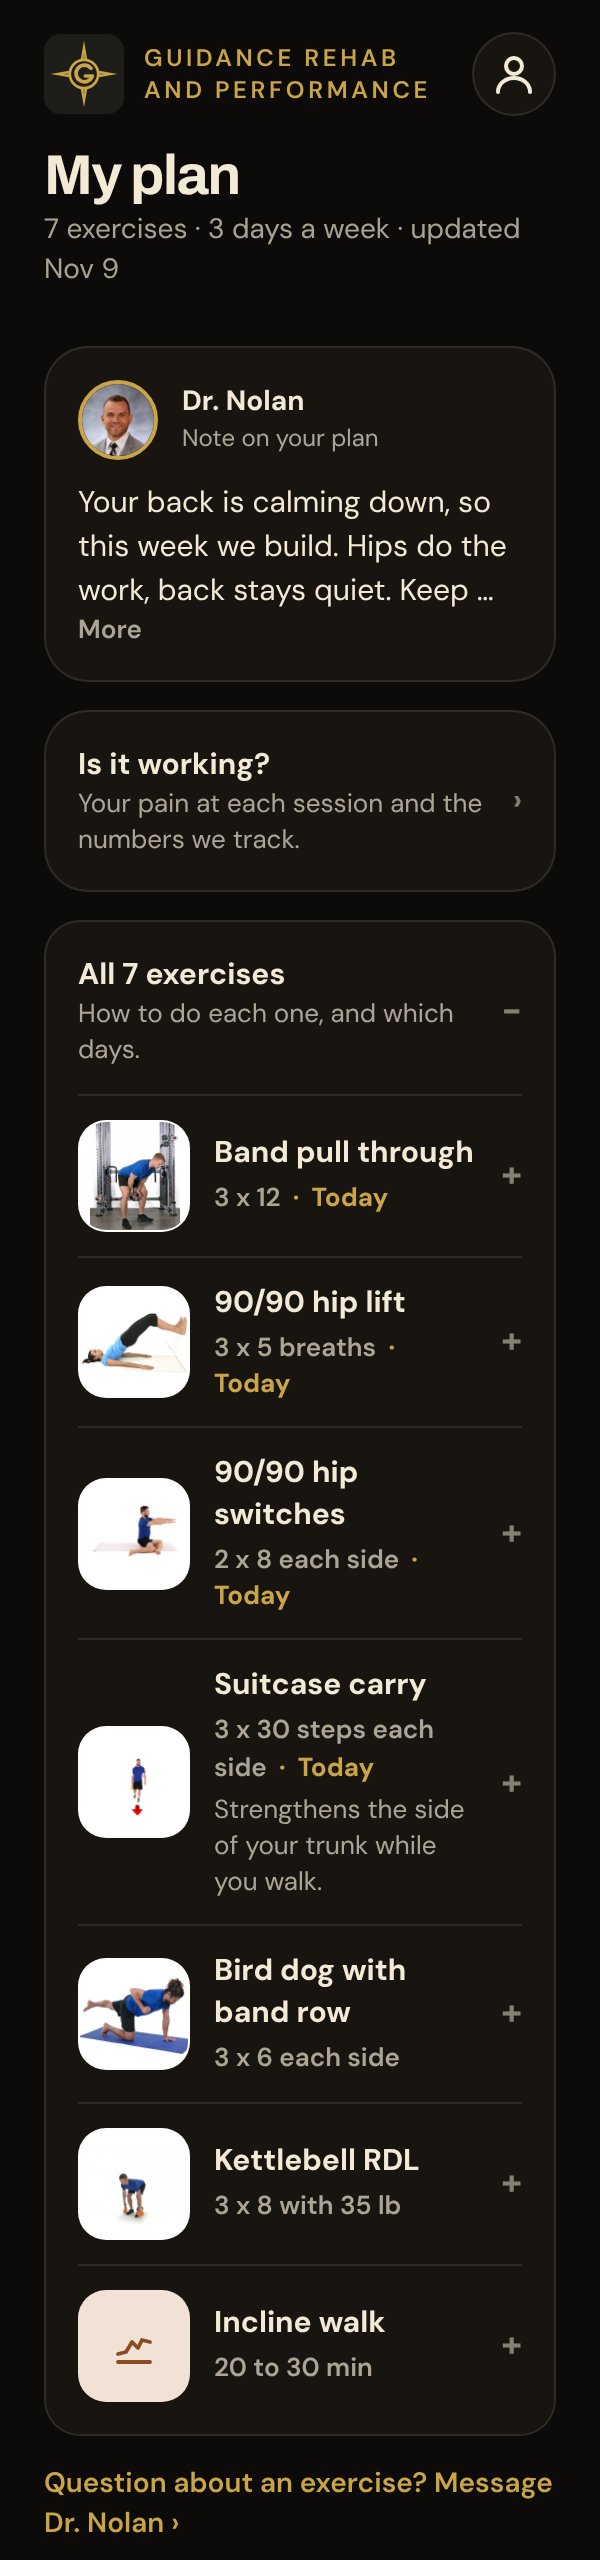 GUIDANCE REHAB
AND PERFORMANCE
My plan
7 exercises · 3 days a week · updated
Nov 9
Dr. Nolan
Note on your plan
Your back is calming down, so
this week we build. Hips do the
work, back stays quiet. Keep ...
More
Is it working?
Your pain at each session and the
numbers we track.
›
All 7 exercises
How to do each one, and which
days.
−
Band pull through
3 x 12 · Today
+
90/90 hip lift
3 x 5 breaths ·
Today
+
90/90 hip
switches
2 x 8 each side ·
Today
+
Suitcase carry
3 x 30 steps each
side · Today
Strengthens the side
of your trunk while
you walk.
+
Bird dog with
band row
3 x 6 each side
+
Kettlebell RDL
3 x 8 with 35 lb
+
Incline walk
20 to 30 min
+
Question about an exercise? Message
Dr. Nolan ›